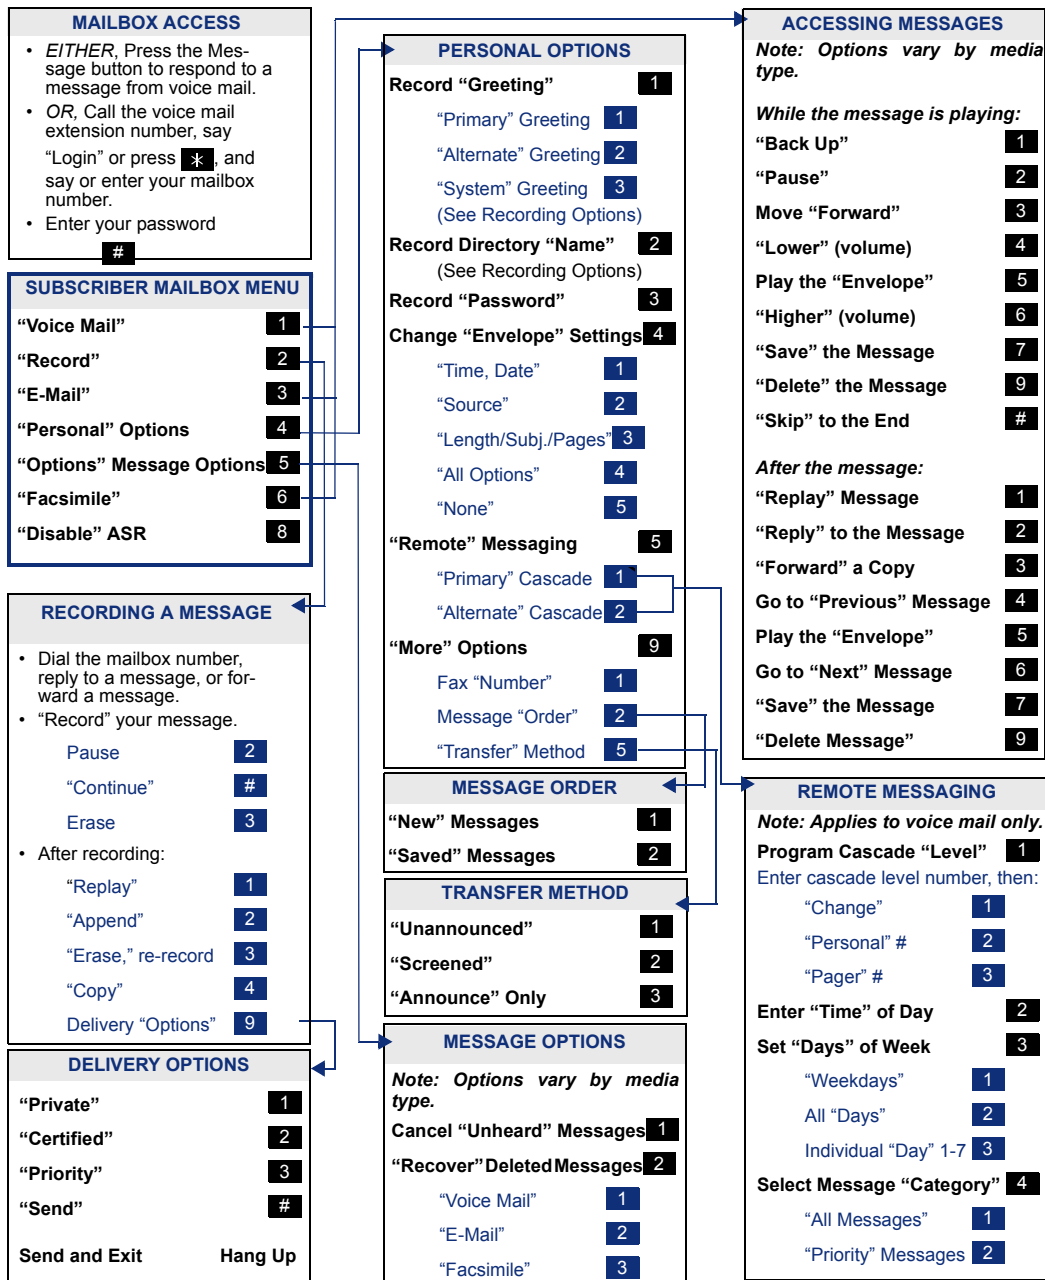 MAILBOX ACCESS
• EITHER, Press the Mes-
sage button to respond to a
message from voice mail.
• OR, Call the voice mail
extension number, say
“Login” or press * , and
say or enter your mailbox
number.
• Enter your password
#
SUBSCRIBER MAILBOX MENU
“Voice Mail” 1
“Record” 2
“E-Mail” 3
“Personal” Options 4
“Options” Message Options 5
“Facsimile” 6
“Disable” ASR 8
RECORDING A MESSAGE
• Dial the mailbox number,
reply to a message, or for-
ward a message.
• “Record” your message.
Pause 2
“Continue” #
Erase 3
• After recording:
“Replay” 1
“Append” 2
“Erase,” re-record 3
“Copy” 4
Delivery “Options” 9
DELIVERY OPTIONS
“Private” 1
“Certified” 2
“Priority” 3
“Send” #
Send and Exit Hang Up
PERSONAL OPTIONS
Record “Greeting” 1
“Primary” Greeting 1
“Alternate” Greeting 2
“System” Greeting 3
(See Recording Options)
Record Directory “Name” 2
(See Recording Options)
Record “Password” 3
Change “Envelope” Settings 4
“Time, Date” 1
“Source” 2
“Length/Subj./Pages” 3
“All Options” 4
“None” 5
“Remote” Messaging 5
“Primary” Cascade 1
“Alternate” Cascade 2
“More” Options 9
Fax “Number” 1
Message “Order” 2
“Transfer” Method 5
MESSAGE ORDER
“New” Messages 1
“Saved” Messages 2
TRANSFER METHOD
“Unannounced” 1
“Screened” 2
“Announce” Only 3
MESSAGE OPTIONS
Note: Options vary by media
type.
Cancel “Unheard” Messages 1
“Recover” Deleted Messages 2
“Voice Mail” 1
“E-Mail” 2
“Facsimile” 3
ACCESSING MESSAGES
Note: Options vary by media
type.
While the message is playing:
“Back Up” 1
“Pause” 2
Move “Forward” 3
“Lower” (volume) 4
Play the “Envelope” 5
“Higher” (volume) 6
“Save” the Message 7
“Delete” the Message 9
“Skip” to the End #
After the message:
“Replay” Message 1
“Reply” to the Message 2
“Forward” a Copy 3
Go to “Previous” Message 4
Play the “Envelope” 5
Go to “Next” Message 6
“Save” the Message 7
“Delete Message” 9
REMOTE MESSAGING
Note: Applies to voice mail only.
Program Cascade “Level” 1
Enter cascade level number, then:
“Change” 1
“Personal” # 2
“Pager” # 3
Enter “Time” of Day 2
Set “Days” of Week 3
“Weekdays” 1
All “Days” 2
Individual “Day” 1-7 3
Select Message “Category” 4
“All Messages” 1
“Priority” Messages 2